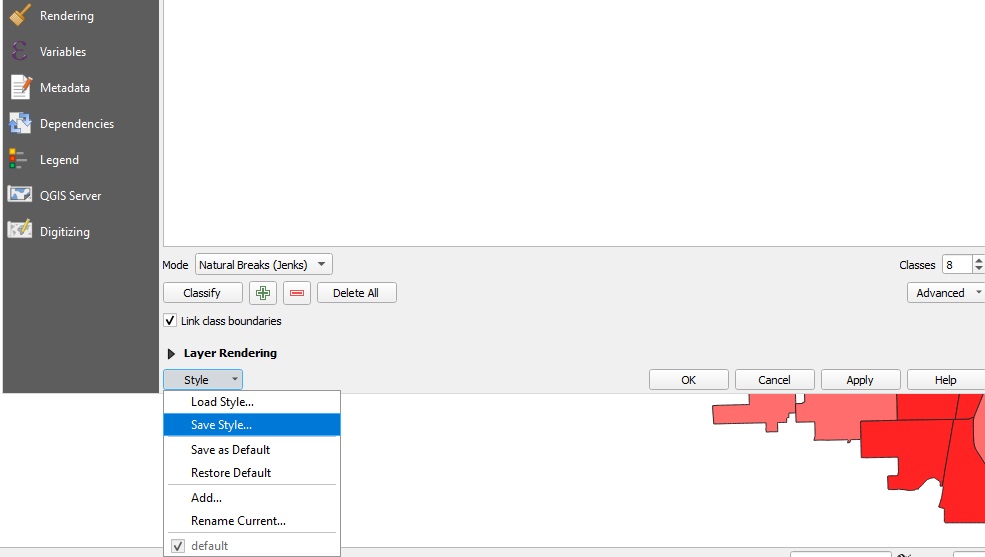 Rendering
Variables
Metadata
Dependencies
Legend
QGIS Server
Digitizing
Mode Natural Breaks (Jenks) Classes 8
Classify Delete All Advanced
Link class boundaries
Layer Rendering
Style OK Cancel Apply Help
Load Style...
Save Style...
Save as Default
Restore Default
Add...
Rename Current...
default